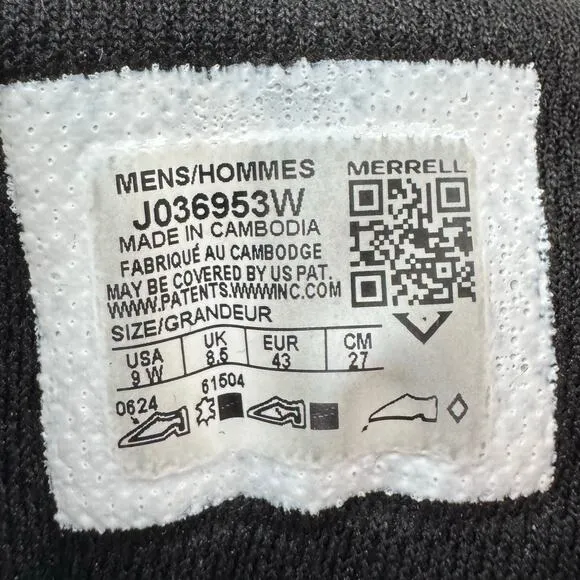 MENS/HOMMES
MERRELL
J036953W
MADE IN CAMBODIA
FABRIQUÉ AU CAMBODGE
MAY BE COVERED BY US PAT.
WWW.PATENTS.WWWINC.COM
SIZE/GRANDEUR
USA UK EUR CM
9 W 8.5 43 27
0624 61504